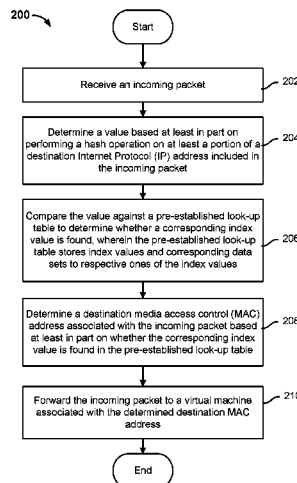 200
Start
Receive an incoming packet
202
Determine a value based at least in part on
performing a hash operation on at least a portion of a
destination Internet Protocol (IP) address included in
the incoming packet
204
Compare the value against a pre-established look-up
table to determine whether a corresponding index
value is found, wherein the pre-established look-up
table stores index values and corresponding data
sets to respective ones of the index values
206
Determine a destination media access control (MAC)
address associated with the incoming packet based
at least in part on whether the corresponding index
value is found in the pre-established look-up table
208
Forward the incoming packet to a virtual machine
associated with the determined destination MAC
address
210
End